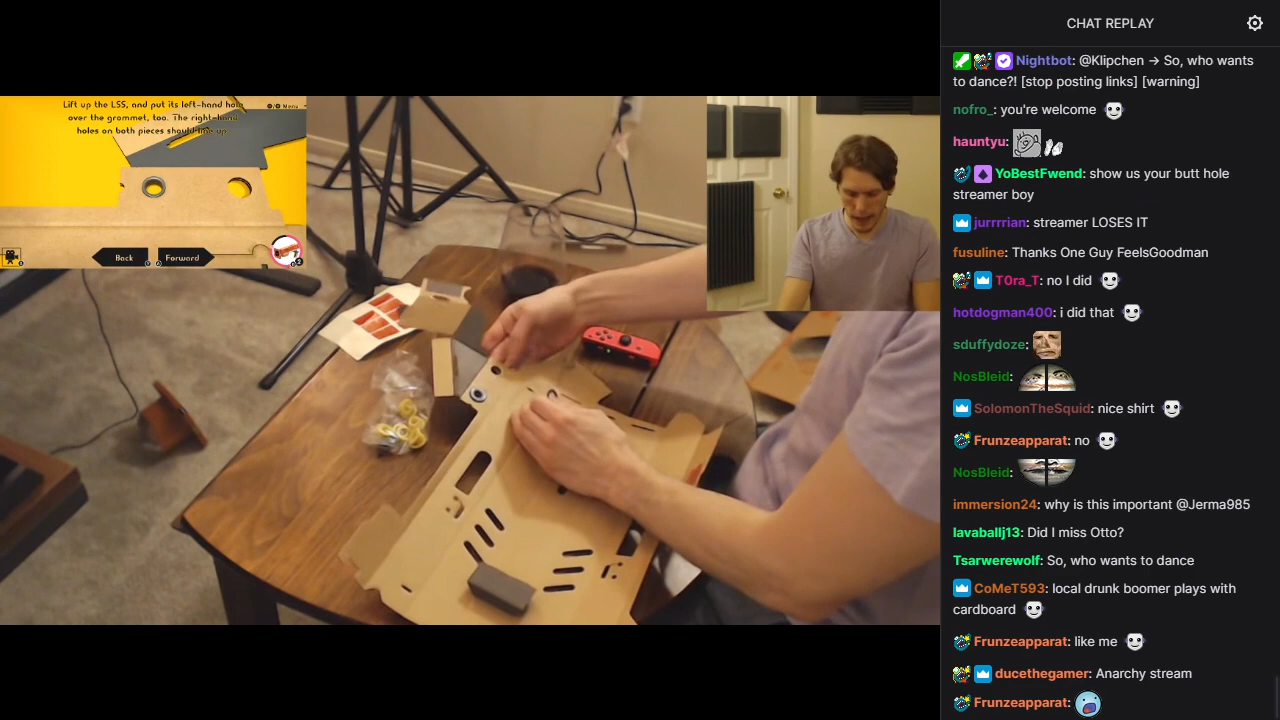 Lift up the LSS, and put its left-hand hole
over the grommet, too. The right-hand
holes on both pieces should line up.
Menu
Back
Forward
CHAT REPLAY
Nightbot: @Klipchen → So, who wants
to dance?! [stop posting links] [warning]
nofro_: you're welcome
hauntyu:
YoBestFwend: show us your butt hole
streamer boy
jurrrrian: streamer LOSES IT
fusuline: Thanks One Guy FeelsGoodman
T0ra_T: no I did
hotdogman400: i did that
sduffydoze:
NosBleid:
SolomonTheSquid: nice shirt
Frunzeapparat: no
NosBleid:
immersion24: why is this important @Jerma985
lavaballj13: Did I miss Otto?
Tsarwerewolf: So, who wants to dance
CoMeT593: local drunk boomer plays with
cardboard
Frunzeapparat: like me
ducethegamer: Anarchy stream
Frunzeapparat: